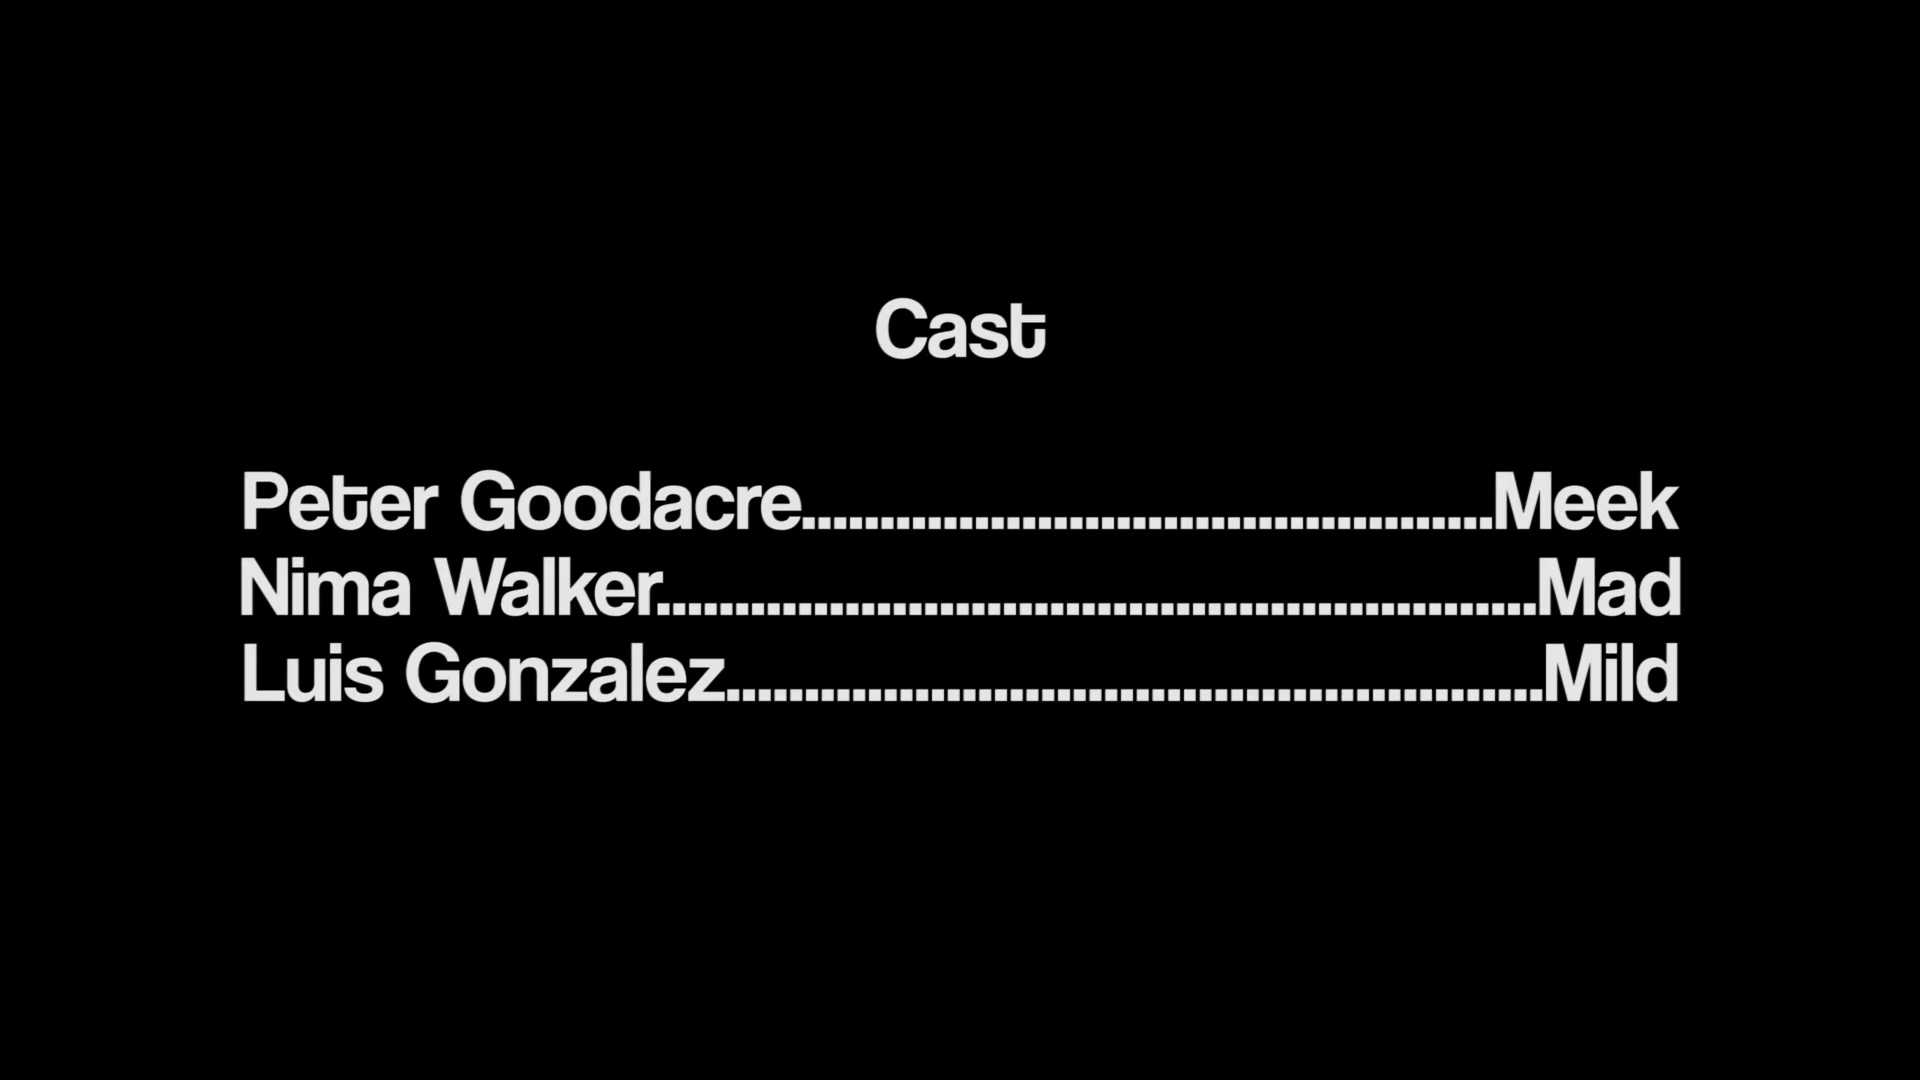 Cast
Peter Goodacre............................................Meek
Nima Walker........................................................Mad
Luis Gonzalez....................................................Mild